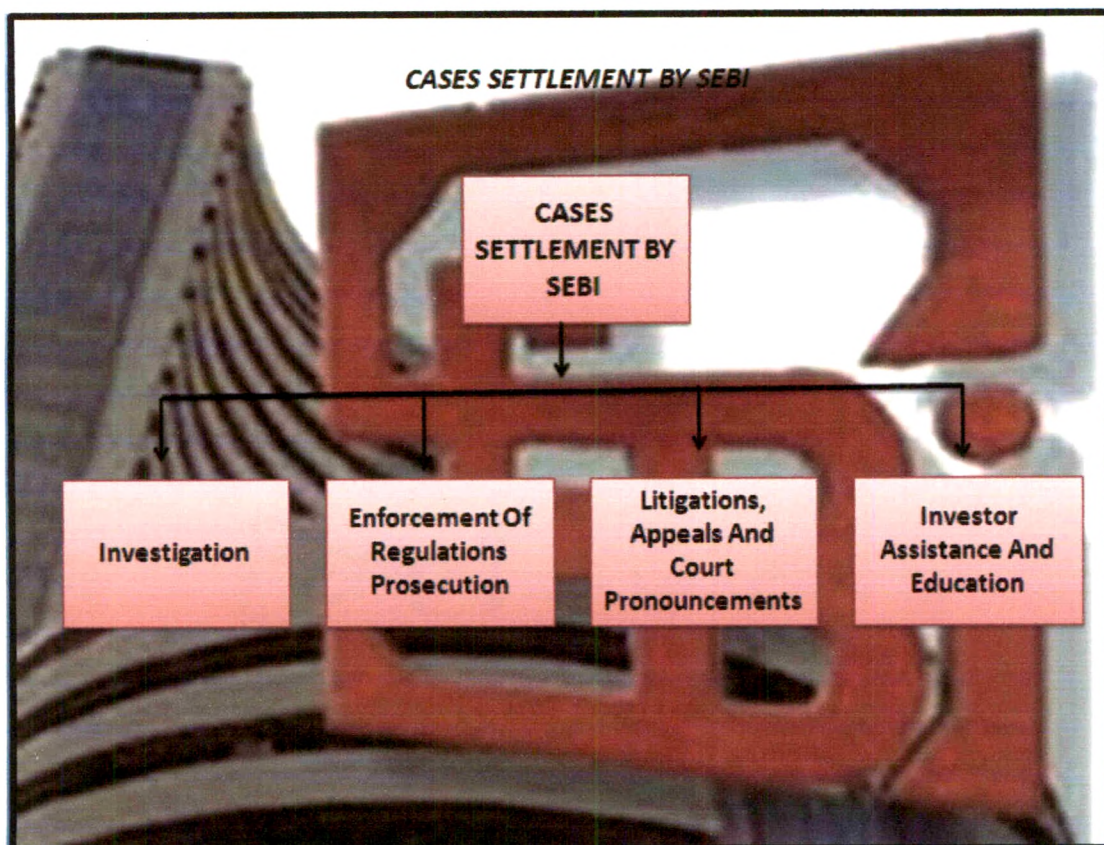 CASES SETTLEMENT BY SEBI
CASES
SETTLEMENT BY
SEBI
Investigation
Enforcement Of
Regulations
Prosecution
Litigations,
Appeals And
Court
Pronouncements
Investor
Assistance And
Education